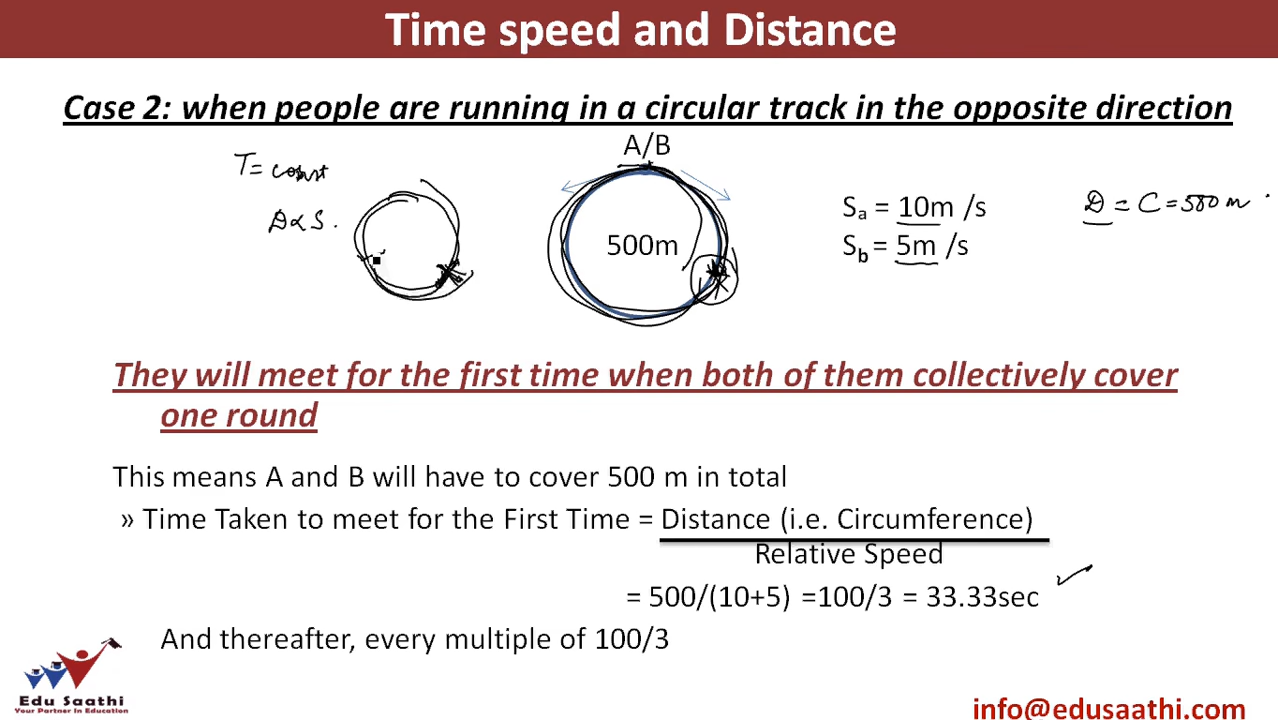 Time speed and Distance
Case 2: when people are running in a circular track in the opposite direction
A/B
T = const
D ∝ S.
500m
Sa = 10m /s
Sb = 5m /s
D = C = 500 m.
They will meet for the first time when both of them collectively cover
one round
This means A and B will have to cover 500 m in total
» Time Taken to meet for the First Time = Distance (i.e. Circumference)
Relative Speed
= 500/(10+5) =100/3 = 33.33sec
And thereafter, every multiple of 100/3
Edu Saathi
Your Partner In Education
info@edusaathi.com